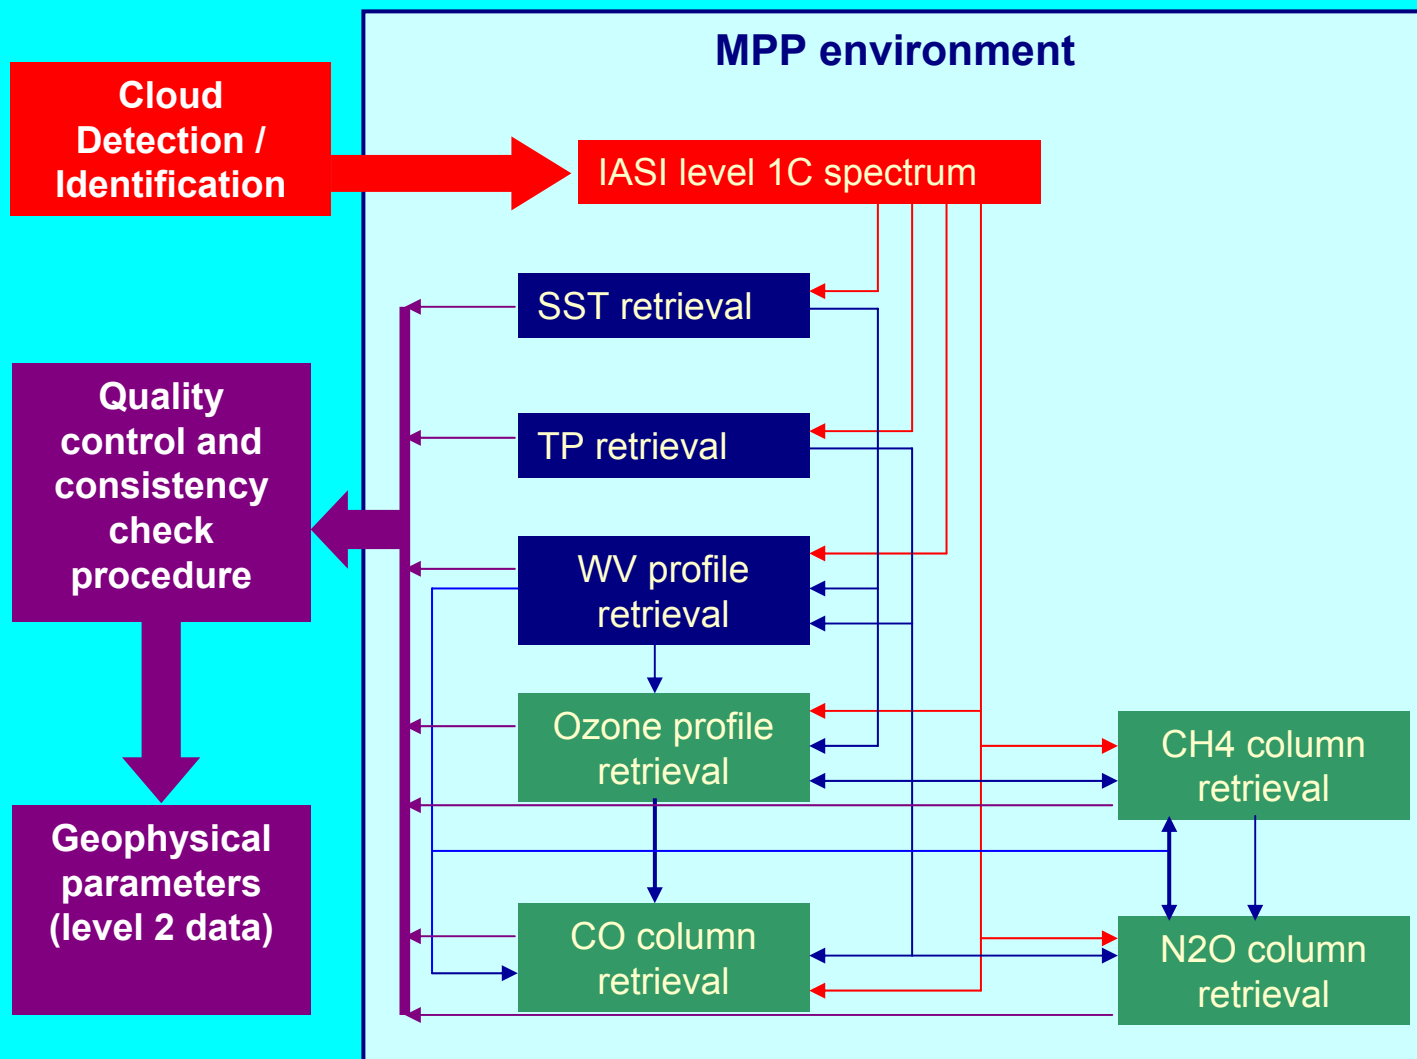 MPP environment
Cloud
Detection /
Identification
IASI level 1C spectrum
SST retrieval
Quality
control and
consistency
check
procedure
TP retrieval
WV profile
retrieval
Ozone profile
retrieval
CH4 column
retrieval
Geophysical
parameters
(level 2 data)
CO column
retrieval
N2O column
retrieval